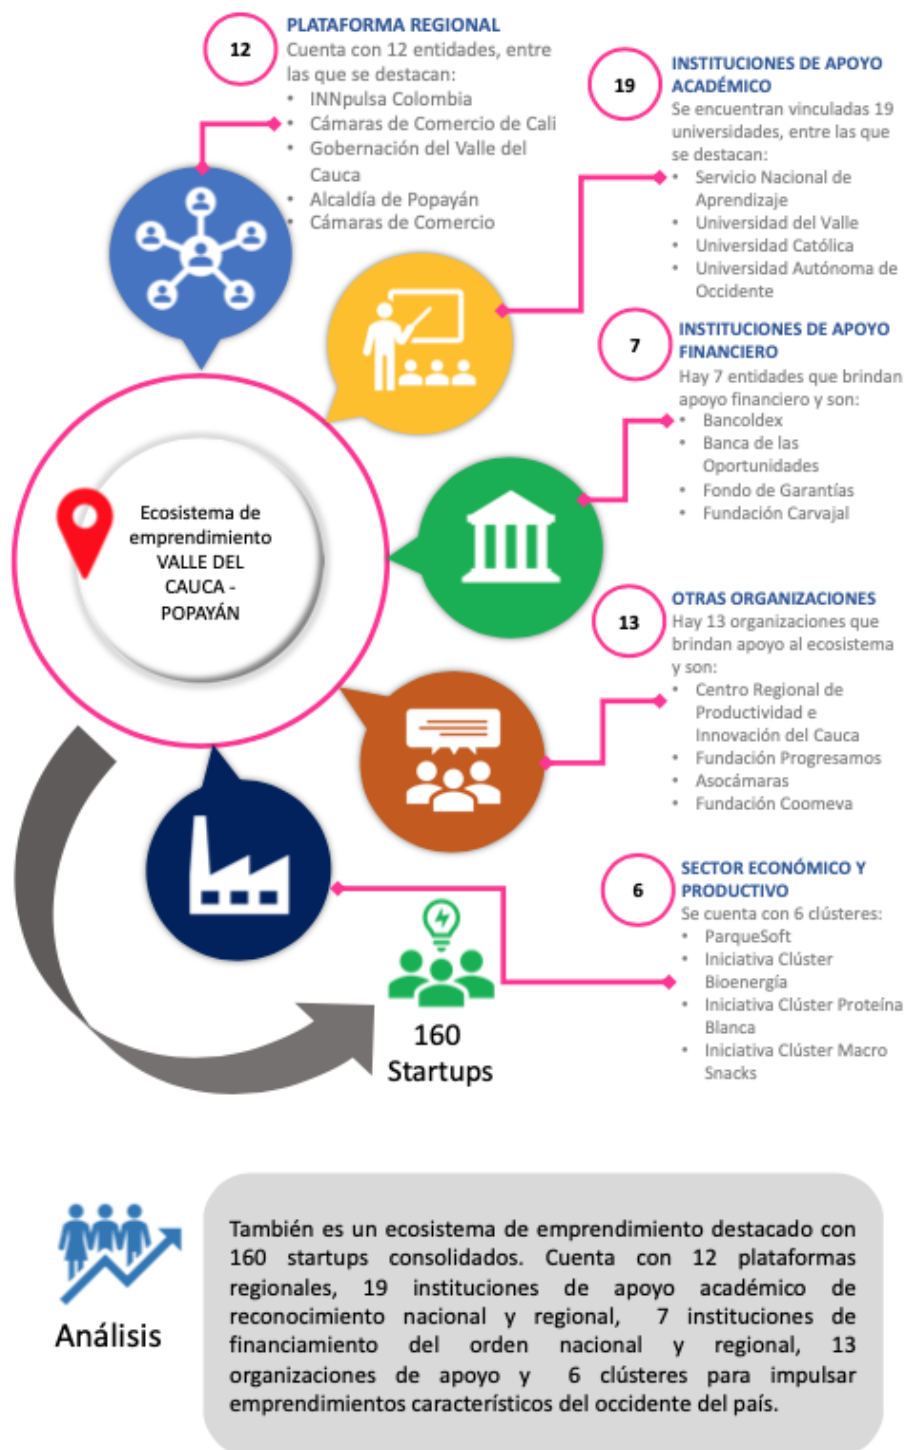 12
PLATAFORMA REGIONAL
Cuenta con 12 entidades, entre
las que se destacan:
• INNpulsa Colombia
• Cámaras de Comercio de Cali
• Gobernación del Valle del
Cauca
• Alcaldía de Popayán
• Cámaras de Comercio
19
INSTITUCIONES DE APOYO
ACADÉMICO
Se encuentran vinculadas 19
universidades, entre las que
se destacan:
• Servicio Nacional de
Aprendizaje
• Universidad del Valle
• Universidad Católica
• Universidad Autónoma de
Occidente
7
INSTITUCIONES DE APOYO
FINANCIERO
Hay 7 entidades que brindan
apoyo financiero y son:
• Bancoldex
• Banca de las
Oportunidades
• Fondo de Garantías
• Fundación Carvajal
Ecosistema de
emprendimiento
VALLE DEL
CAUCA -
POPAYÁN
13
OTRAS ORGANIZACIONES
Hay 13 organizaciones que
brindan apoyo al ecosistema
y son:
• Centro Regional de
Productividad e
Innovación del Cauca
• Fundación Progresamos
• Asocámaras
• Fundación Coomeva
6
SECTOR ECONÓMICO Y
PRODUCTIVO
Se cuenta con 6 clústeres:
• ParqueSoft
• Iniciativa Clúster
Bioenergía
• Iniciativa Clúster Proteína
Blanca
• Iniciativa Clúster Macro
Snacks
160
Startups
Análisis
También es un ecosistema de emprendimiento destacado con
160 startups consolidados. Cuenta con 12 plataformas
regionales, 19 instituciones de apoyo académico de
reconocimiento nacional y regional, 7 instituciones de
financiamiento del orden nacional y regional, 13
organizaciones de apoyo y 6 clústeres para impulsar
emprendimientos característicos del occidente del país.